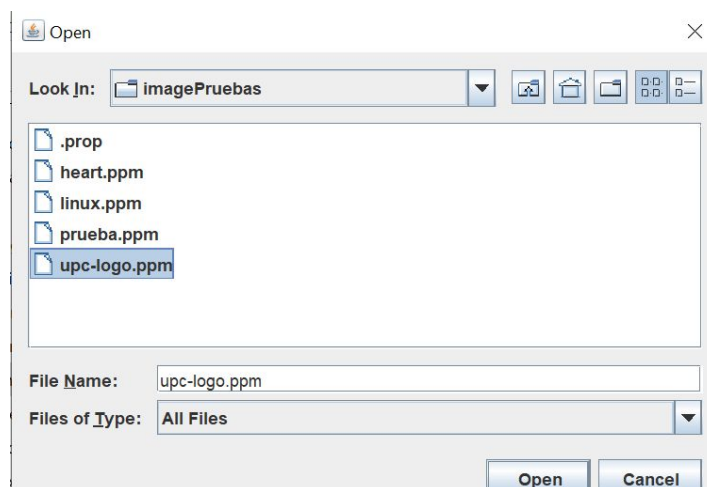 Open
Look In: imagePruebas
.prop
heart.ppm
linux.ppm
prueba.ppm
upc-logo.ppm
File Name: upc-logo.ppm
Files of Type: All Files
Open Cancel